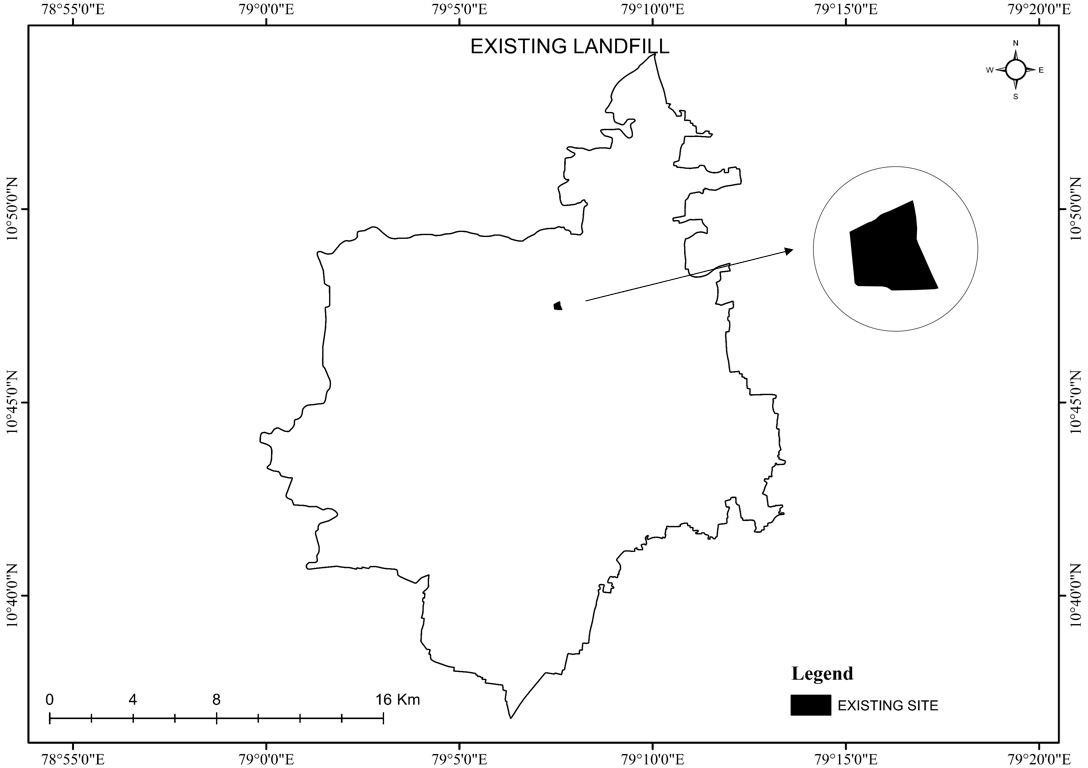 78°55'0"E 79°0'0"E 79°5'0"E 79°10'0"E 79°15'0"E 79°20'0"E
EXISTING LANDFILL
N
W E
S
10°50'0"N 10°50'0"N
10°45'0"N 10°45'0"N
10°40'0"N 10°40'0"N
Legend
EXISTING SITE
0 4 8 16 Km
78°55'0"E 79°0'0"E 79°5'0"E 79°10'0"E 79°15'0"E 79°20'0"E